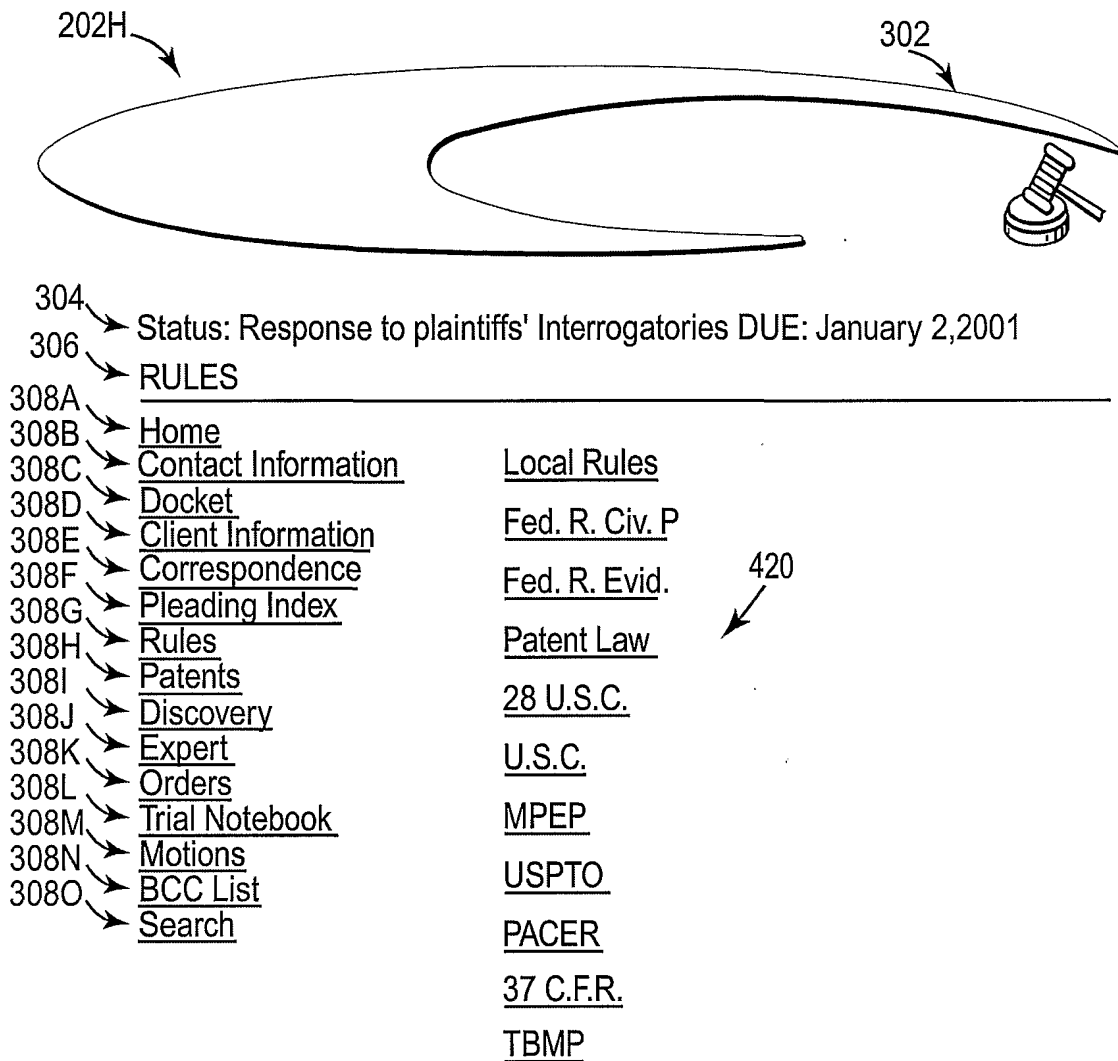 202H
302
304 Status: Response to plaintiffs' Interrogatories DUE: January 2,2001
306 RULES
308A Home
308B Contact Information Local Rules
308C Docket
308D Client Information Fed. R. Civ. P
308E Correspondence
308F Pleading Index Fed. R. Evid. 420
308G Rules Patent Law
308H Patents
308I Discovery 28 U.S.C.
308J Expert U.S.C.
308K Orders
308L Trial Notebook MPEP
308M Motions
308N BCC List USPTO
308O Search PACER
37 C.F.R.
TBMP